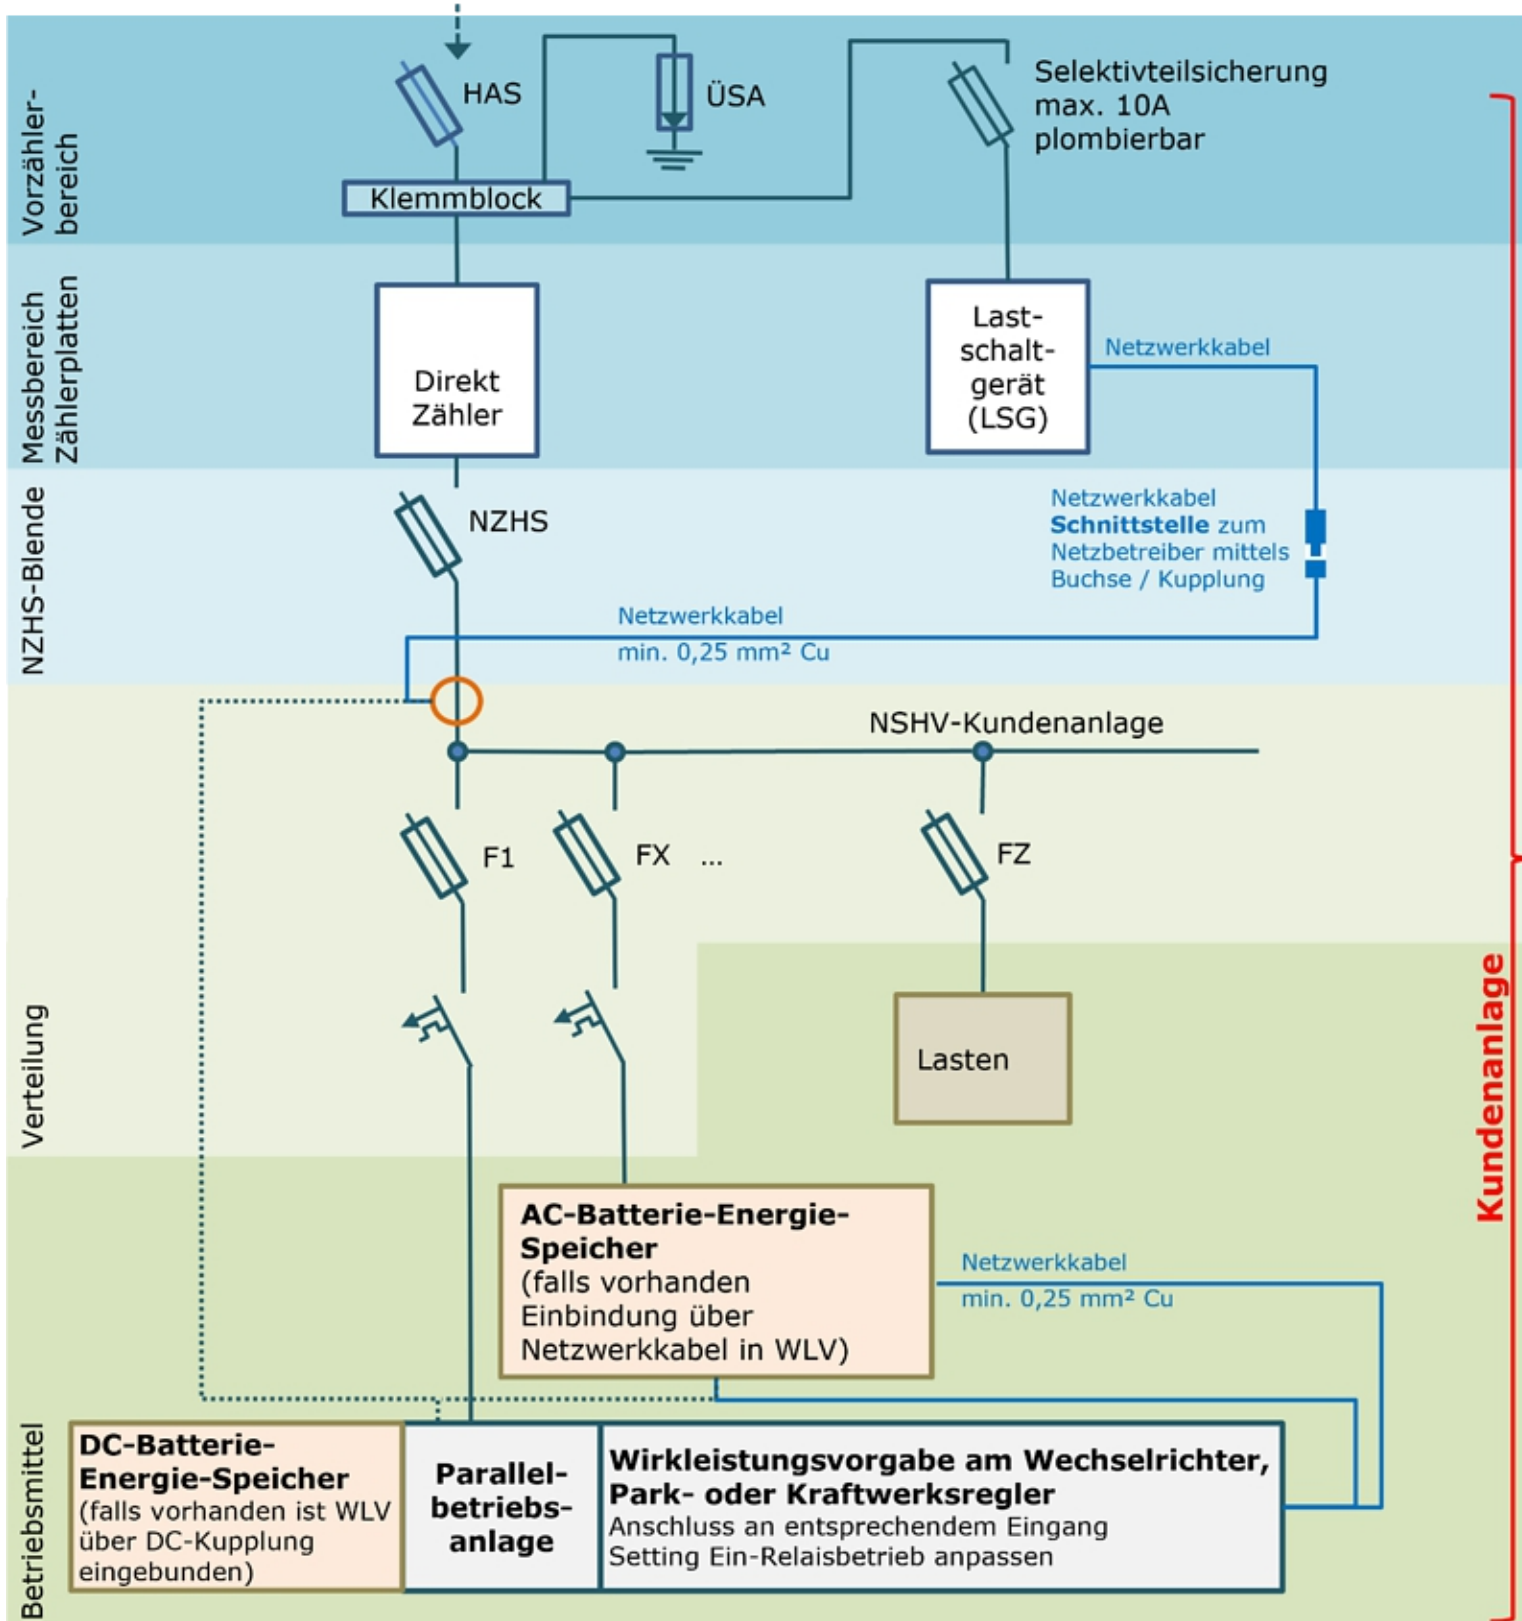 Vorzähler-
bereich
HAS
ÜSA
Selektivteilsicherung
max. 10A
plombierbar
Klemmblock
Messbereich
Zählerplatten
Direkt
Zähler
Last-
schalt-
gerät
(LSG)
Netzwerkkabel
NZHS-Blende
NZHS
Netzwerkkabel
Schnittstelle zum
Netzbetreiber mittels
Buchse / Kupplung
Netzwerkkabel
min. 0,25 mm² Cu
NSHV-Kundenanlage
F1
FX ...
FZ
Verteilung
Lasten
Kundenanlage
AC-Batterie-Energie-
Speicher
(falls vorhanden
Einbindung über
Netzwerkkabel in WLV)
Netzwerkkabel
min. 0,25 mm² Cu
Betriebsmittel
DC-Batterie-
Energie-Speicher
(falls vorhanden ist WLV
über DC-Kupplung
eingebunden)
Parallel-
betriebs-
anlage
Wirkleistungsvorgabe am Wechselrichter,
Park- oder Kraftwerksregler
Anschluss an entsprechendem Eingang
Setting Ein-Relaisbetrieb anpassen